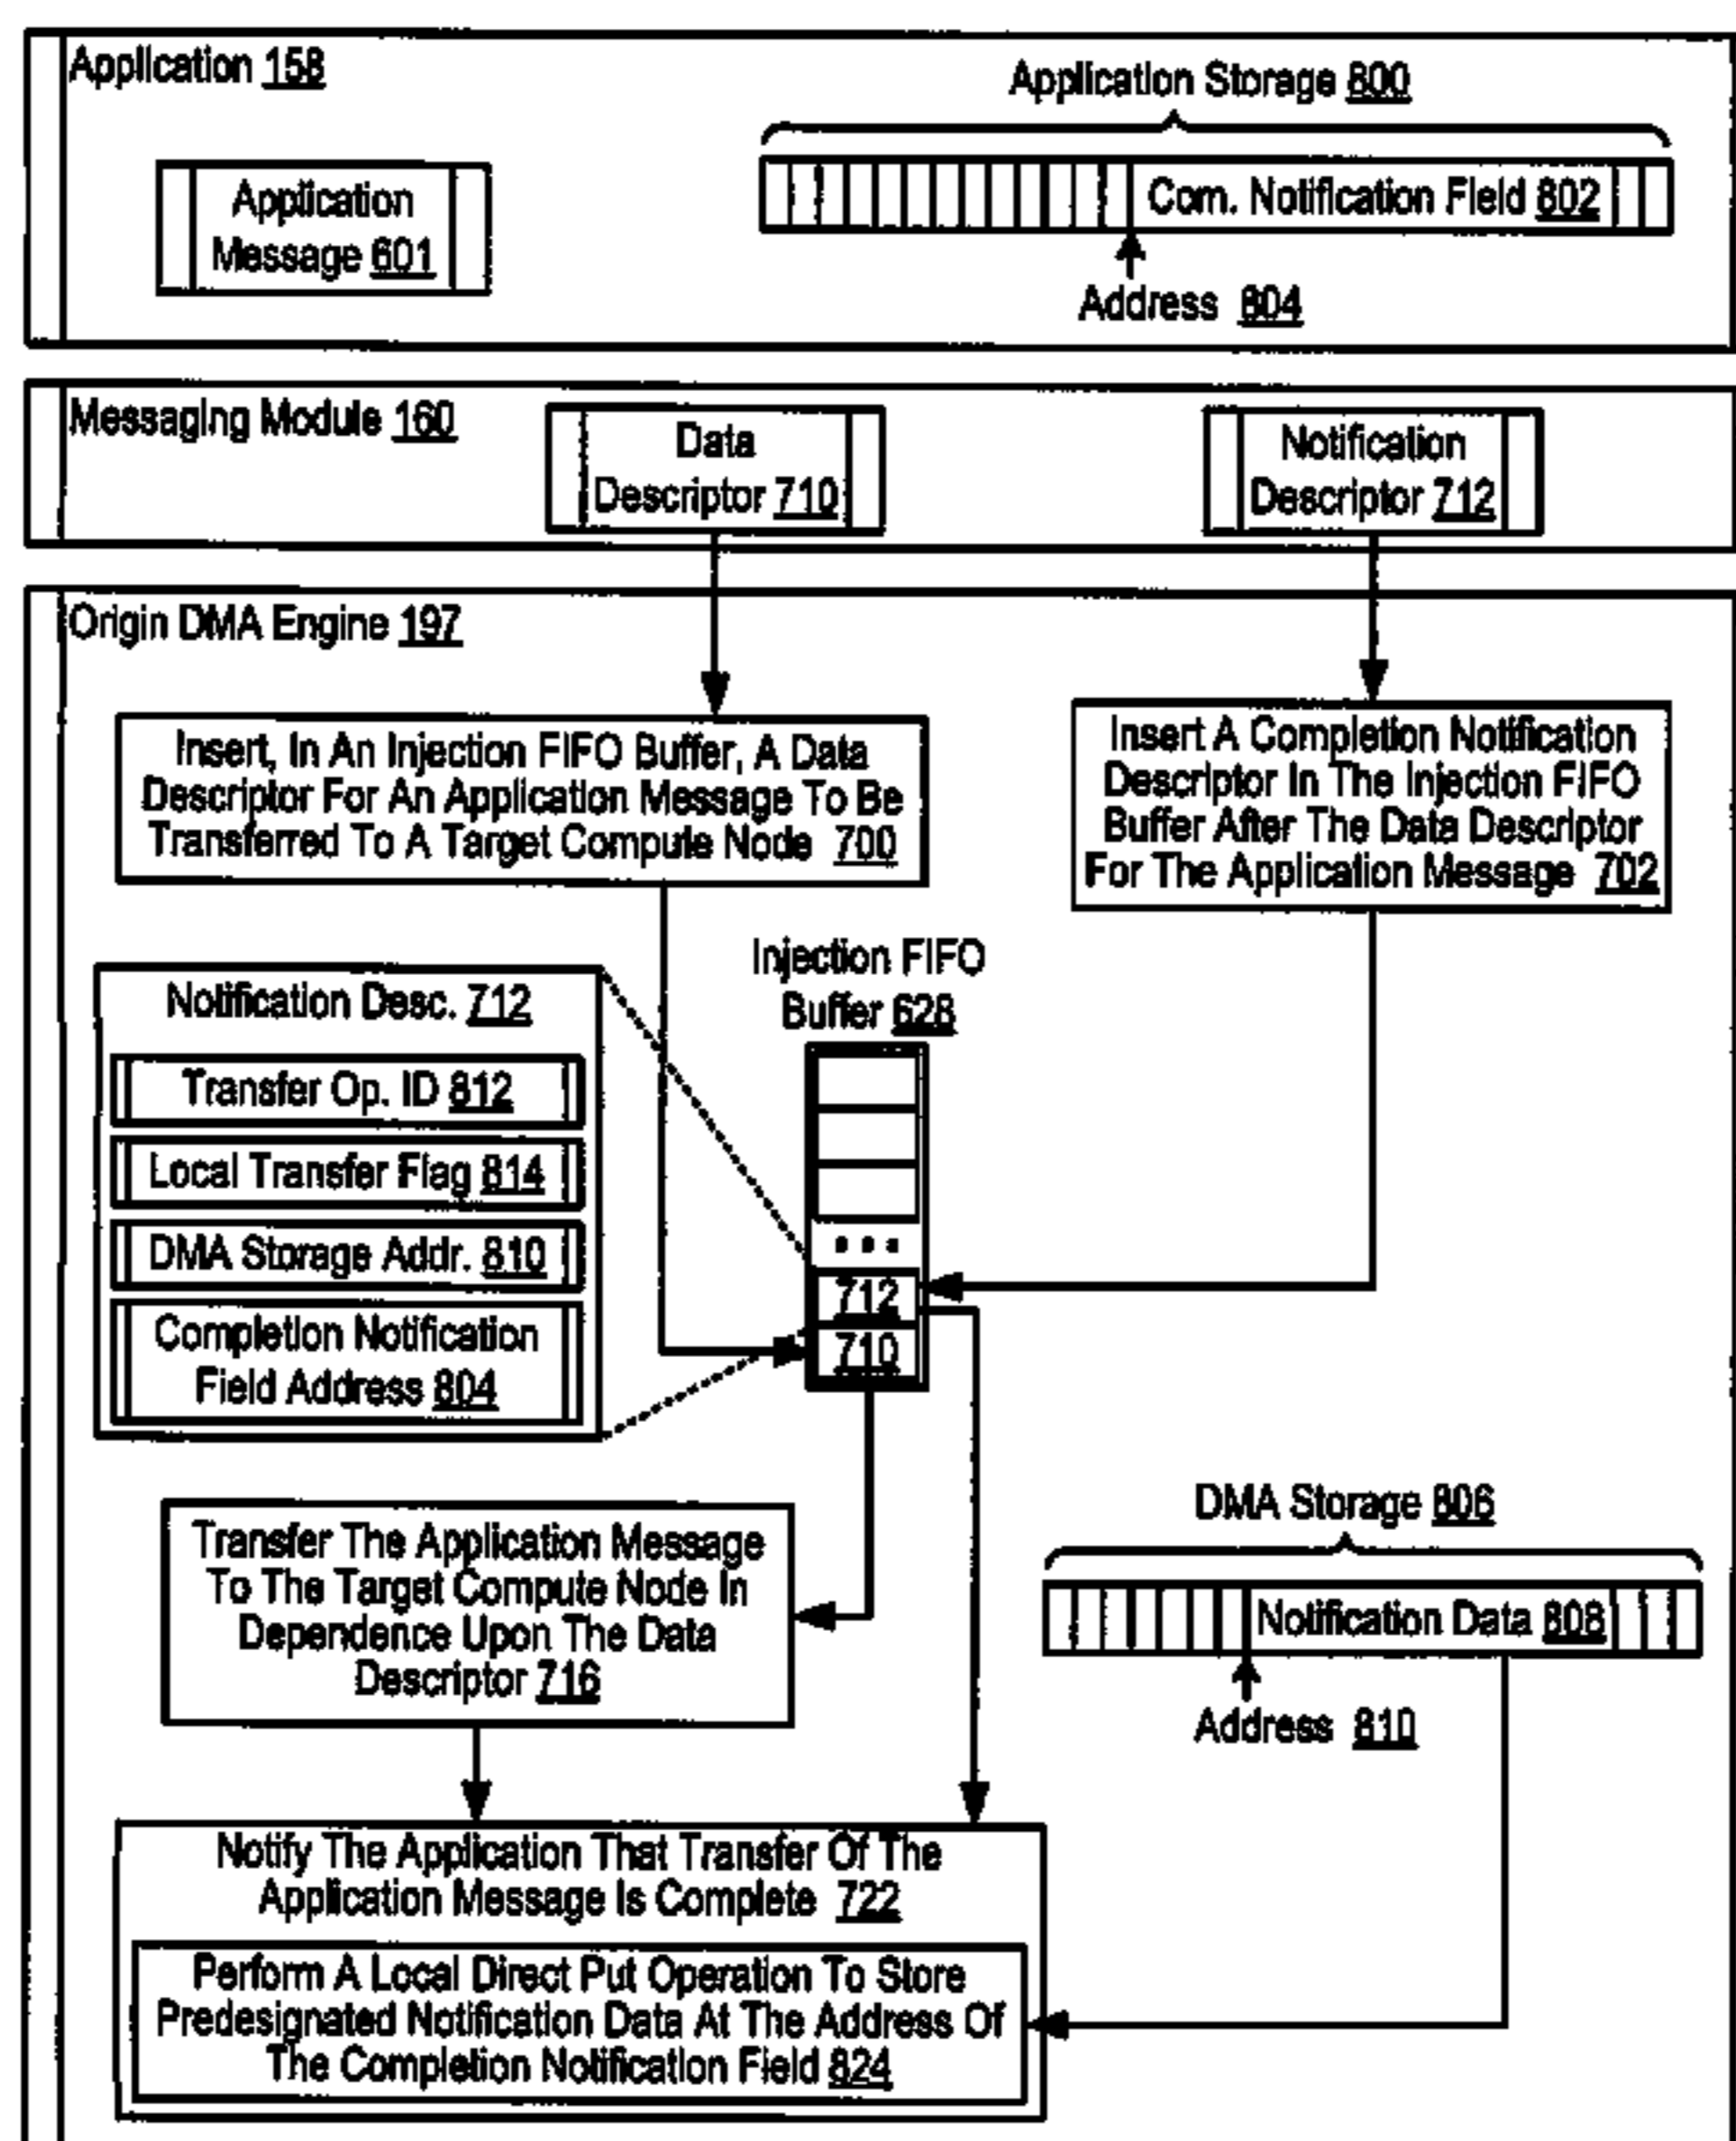 Application 158
Application Storage 800
Application
Message 601
Com. Notification Field 802
Address 804
Messaging Module 160
Data
Descriptor 710
Notification
Descriptor 712
Origin DMA Engine 197
Insert, In An Injection FIFO Buffer, A Data
Descriptor For An Application Message To Be
Transferred To A Target Compute Node 700
Insert A Completion Notification
Descriptor In The Injection FIFO
Buffer After The Data Descriptor
For The Application Message 702
Injection FIFO
Buffer 628
Notification Desc. 712
Transfer Op. ID 812
Local Transfer Flag 814
DMA Storage Addr. 810
Completion Notification
Field Address 804
• • •
712
710
Transfer The Application Message
To The Target Compute Node In
Dependence Upon The Data
Descriptor 716
DMA Storage 806
Notification Data 808
Address 810
Notify The Application That Transfer Of The
Application Message Is Complete 722
Perform A Local Direct Put Operation To Store
Predesignated Notification Data At The Address Of
The Completion Notification Field 824